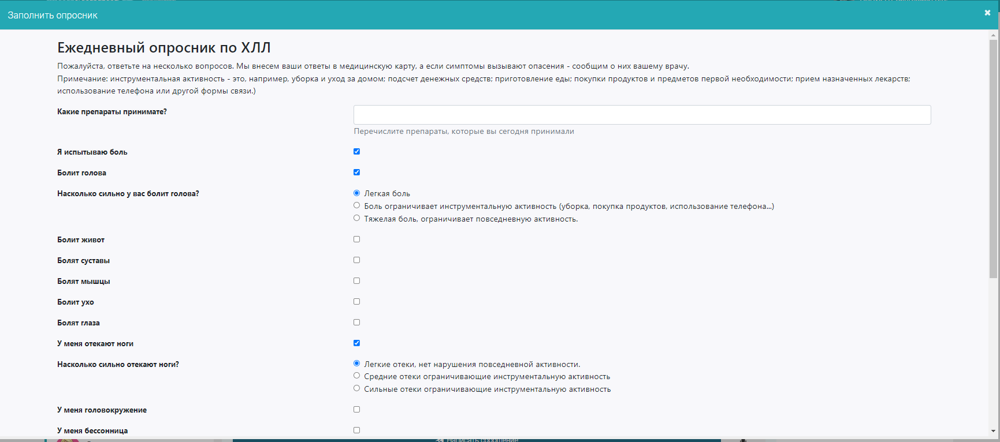 Заполнить опросник
Ежедневный опросник по ХЛЛ
Пожалуйста, ответьте на несколько вопросов. Мы внесем ваши ответы в медицинскую карту, а если симптомы вызывают опасения - сообщим о них вашему врачу.
Примечание: инструментальная активность - это, например, уборка и уход за домом; подсчет денежных средств; приготовление еды; покупки продуктов и предметов первой необходимости; прием назначенных лекарств;
использование телефона или другой формы связи.)
Какие препараты принимате?
Перечислите препараты, которые вы сегодня принимали
Я испытываю боль
Болит голова
Насколько сильно у вас болит голова?
Легкая боль
Боль ограничивает инструментальную активность (уборка, покупка продуктов, использование телефона...)
Тяжелая боль, ограничивает повседневную активность.
Болит живот
Болят суставы
Болят мышцы
Болит ухо
Болят глаза
У меня отекают ноги
Насколько сильно отекают ноги?
Легкие отеки, нет нарушения повседневной активности.
Средние отеки ограничивающие инструментальную активность
Сильные отеки ограничивающие инструментальную активность
У меня головокружение
У меня бессонница
Написать сообщение